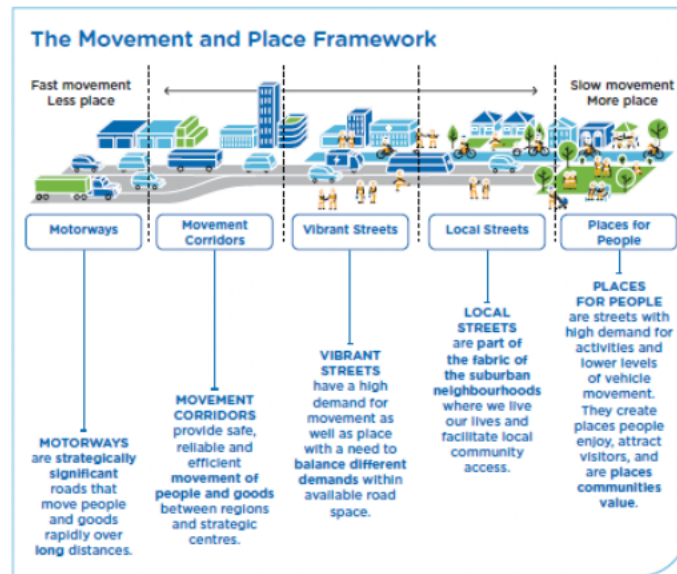 The Movement and Place Framework
Fast movement
Less place
Slow movement
More place
Motorways
Movement
Corridors
Vibrant Streets
Local Streets
Places for
People
MOTORWAYS
are strategically
significant
roads that
move people
and goods
rapidly over
long distances.
MOVEMENT
CORRIDORS
provide safe,
reliable and
efficient
movement of
people and goods
between regions
and strategic
centres.
VIBRANT
STREETS
have a high
demand for
movement as
well as place
with a need to
balance different
demands within
available road
space.
LOCAL
STREETS
are part of
the fabric of
the suburban
neighbourhoods
where we live
our lives and
facilitate local
community
access.
PLACES
FOR PEOPLE
are streets with
high demand for
activities and
lower levels
of vehicle
movement.
They create
places people
enjoy, attract
visitors, and
are places
communities
value.